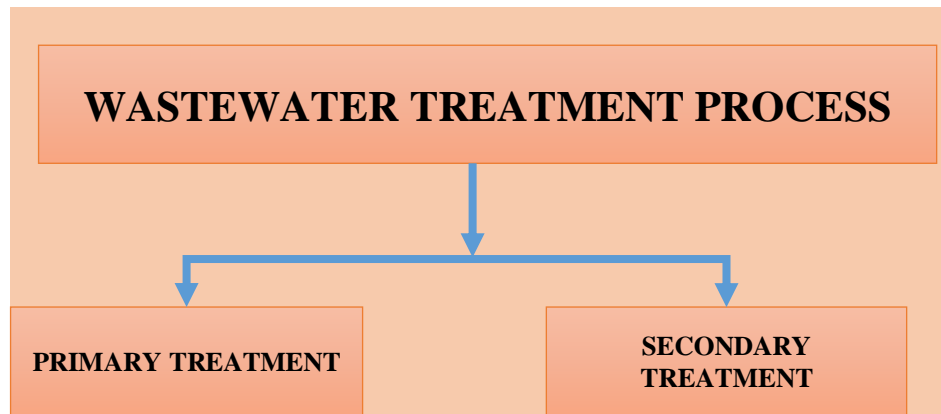 WASTEWATER TREATMENT PROCESS
PRIMARY TREATMENT
SECONDARY
TREATMENT